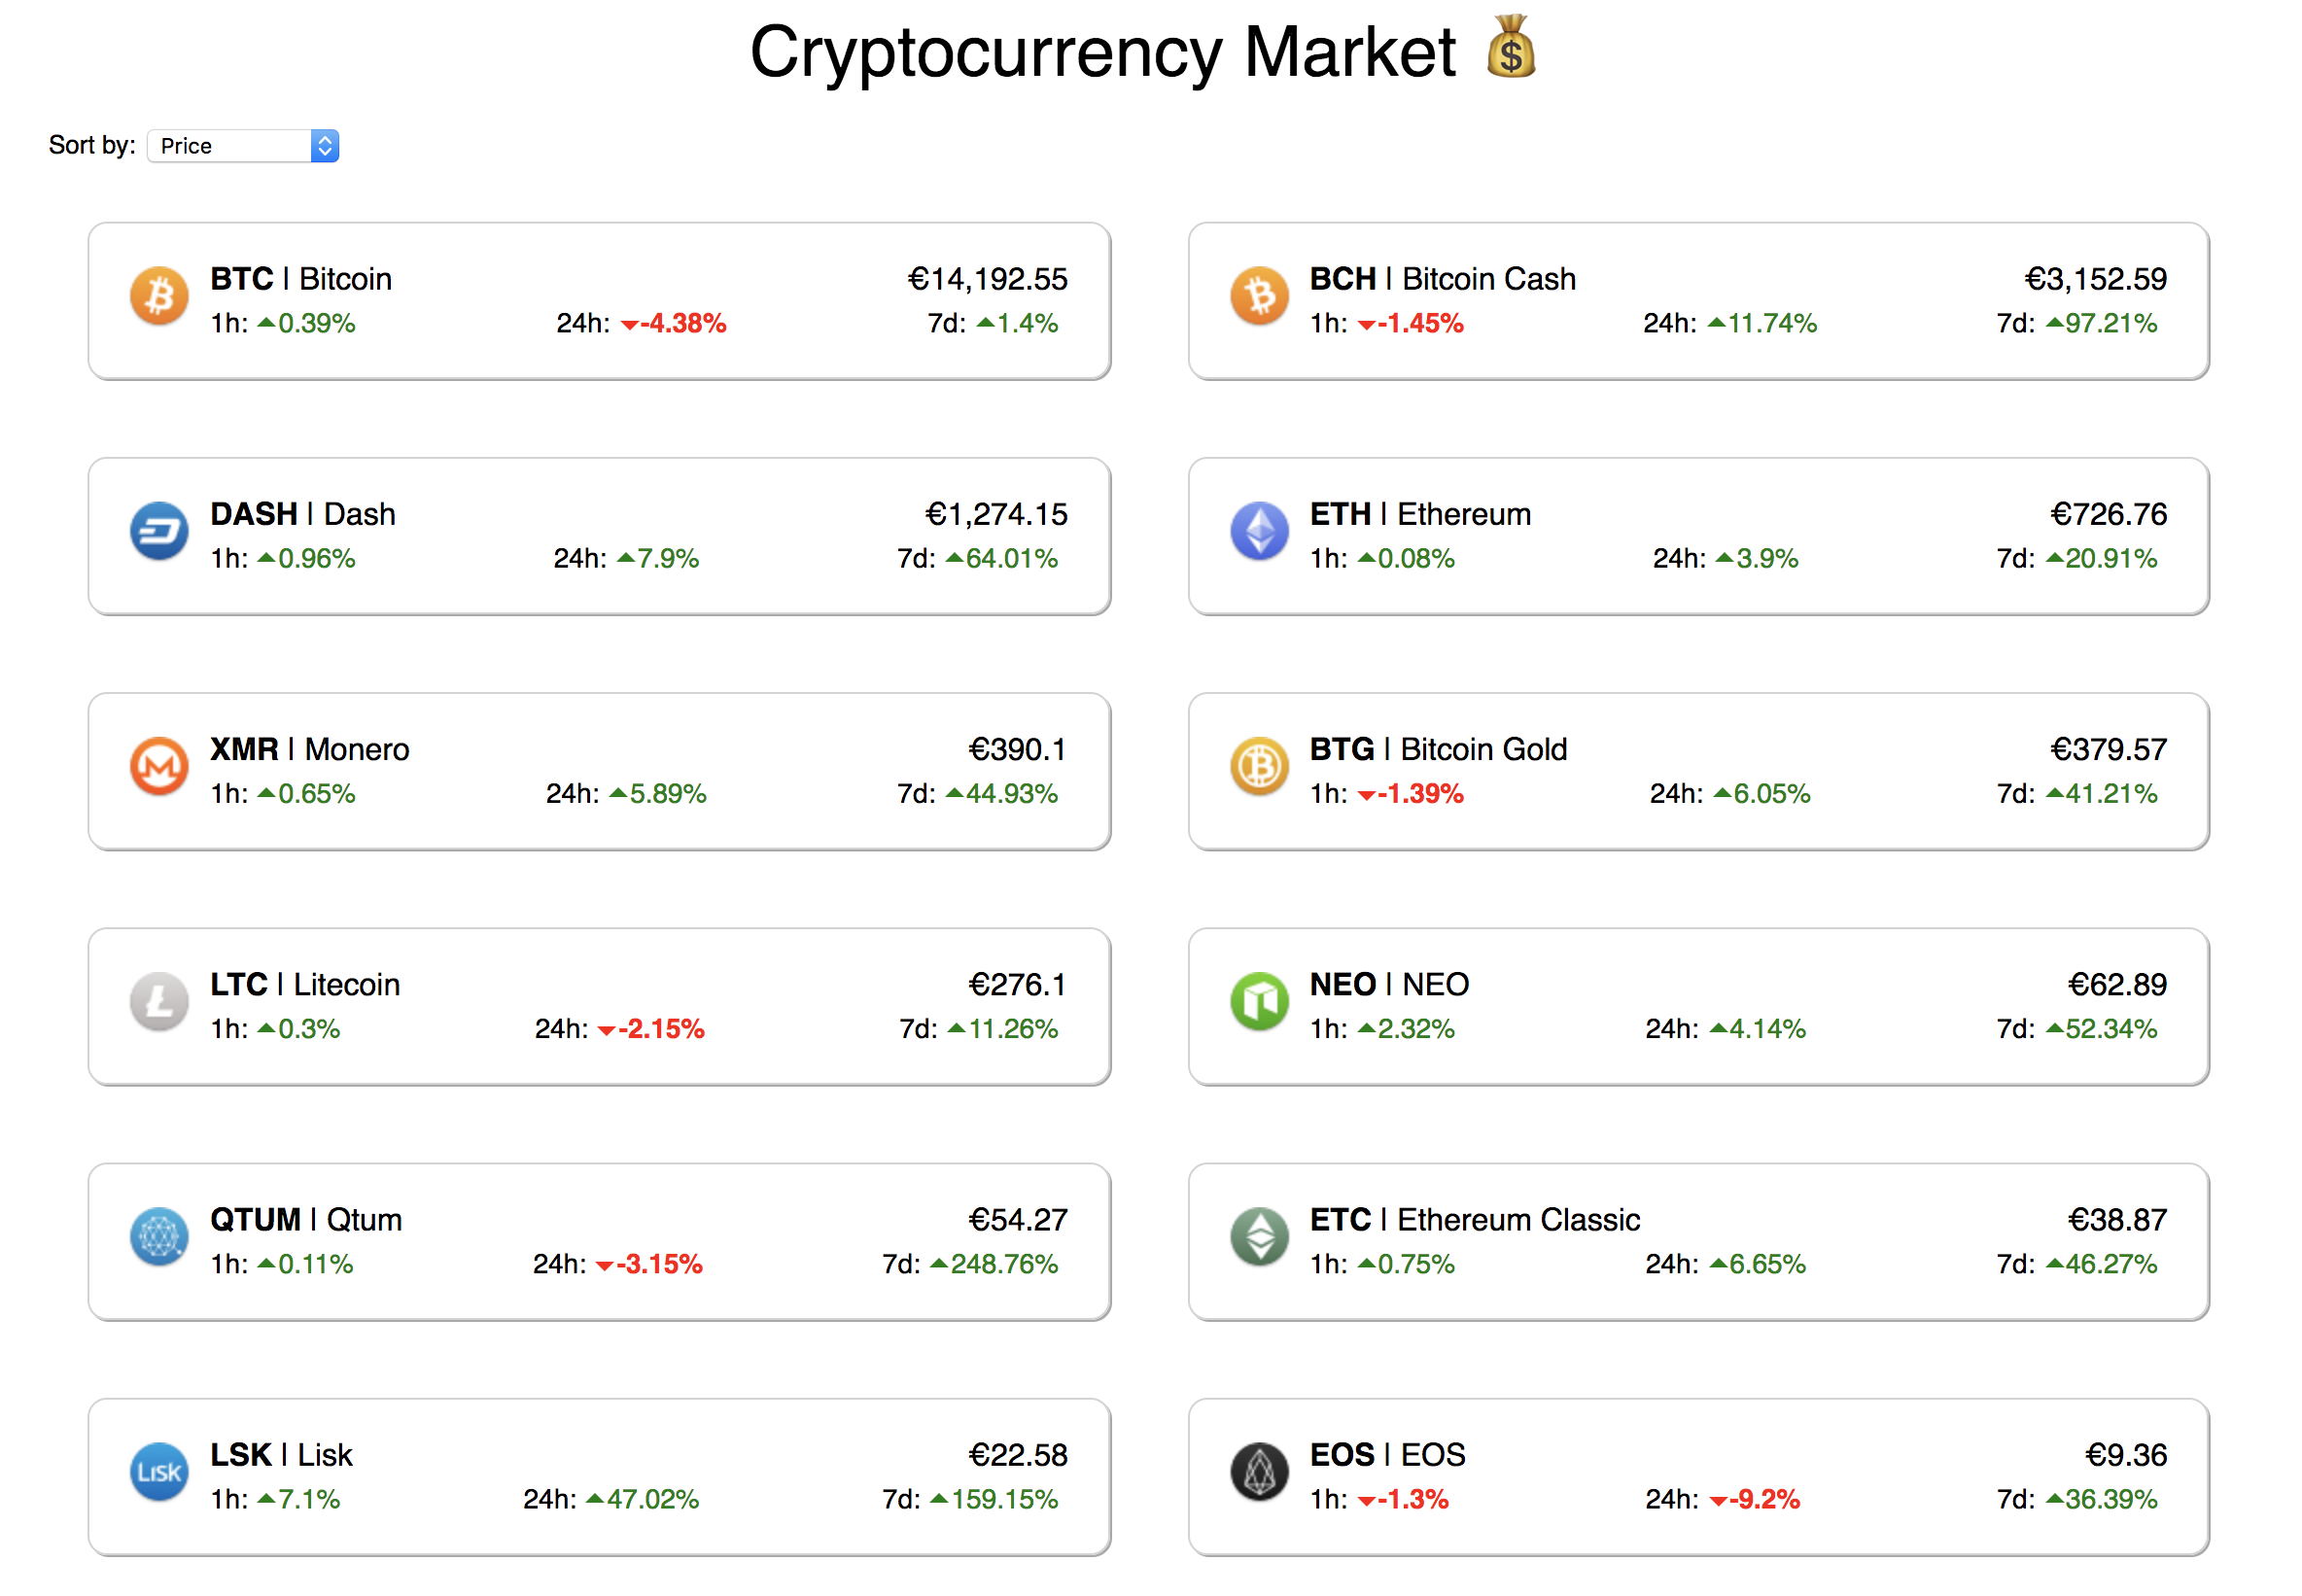 Cryptocurrency Market 💰
Sort by: Price
BTC | Bitcoin €14,192.55
1h: 0.39% 24h: -4.38% 7d: 1.4%
BCH | Bitcoin Cash €3,152.59
1h: -1.45% 24h: 11.74% 7d: 97.21%
DASH | Dash €1,274.15
1h: 0.96% 24h: 7.9% 7d: 64.01%
ETH | Ethereum €726.76
1h: 0.08% 24h: 3.9% 7d: 20.91%
XMR | Monero €390.1
1h: 0.65% 24h: 5.89% 7d: 44.93%
BTG | Bitcoin Gold €379.57
1h: -1.39% 24h: 6.05% 7d: 41.21%
LTC | Litecoin €276.1
1h: 0.3% 24h: -2.15% 7d: 11.26%
NEO | NEO €62.89
1h: 2.32% 24h: 4.14% 7d: 52.34%
QTUM | Qtum €54.27
1h: 0.11% 24h: -3.15% 7d: 248.76%
ETC | Ethereum Classic €38.87
1h: 0.75% 24h: 6.65% 7d: 46.27%
Lisk
LSK | Lisk €22.58
1h: 7.1% 24h: 47.02% 7d: 159.15%
EOS | EOS €9.36
1h: -1.3% 24h: -9.2% 7d: 36.39%